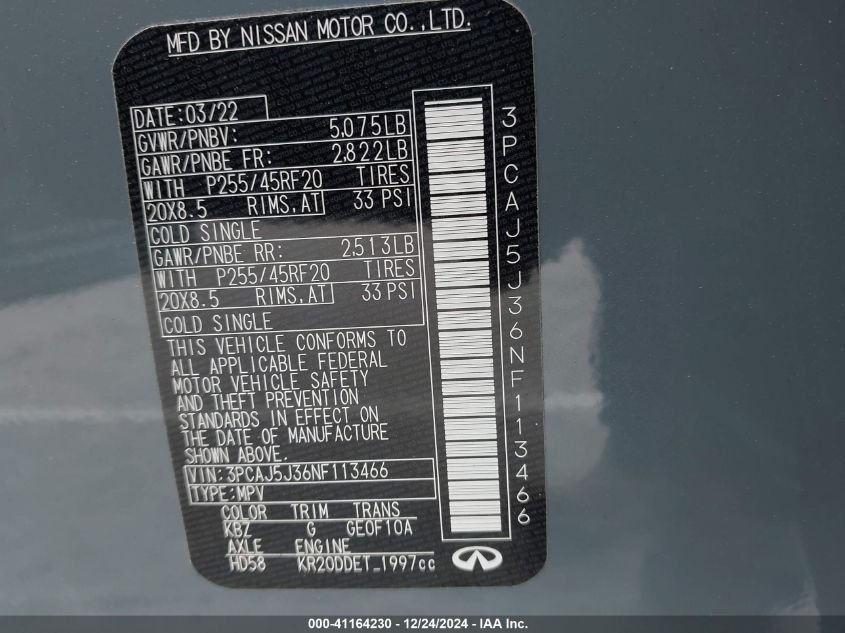 MFD BY NISSAN MOTOR CO.,LTD.
DATE:03/22
GVWR/PNBV: 5,075LB
GAWR/PNBE FR: 2,822LB
WITH P255/45RF20 TIRES
20X8.5 RIMS,AT 33 PSI
COLD SINGLE
GAWR/PNBE RR: 2,513LB
WITH P255/45RF20 TIRES
20X8.5 RIMS,AT 33 PSI
COLD SINGLE
THIS VEHICLE CONFORMS TO
ALL APPLICABLE FEDERAL
MOTOR VEHICLE SAFETY
AND THEFT PREVENTION
STANDARDS IN EFFECT ON
THE DATE OF MANUFACTURE
SHOWN ABOVE.
VIN:3PCAJ5J36NF113466
TYPE:MPV
COLOR TRIM TRANS
KBZ G GE0F10A
AXLE ENGINE
HD58 KR20DDET_1997cc
3PCAJ5J36NF113466
000-41164230 - 12/24/2024 - IAA Inc.